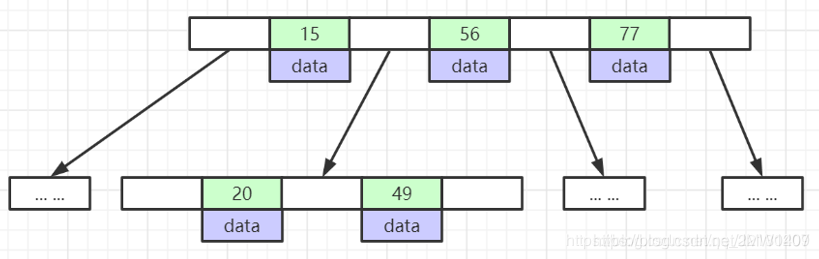 15 56 77
data data data
... ... 20 49 ... ... ... ...
data data